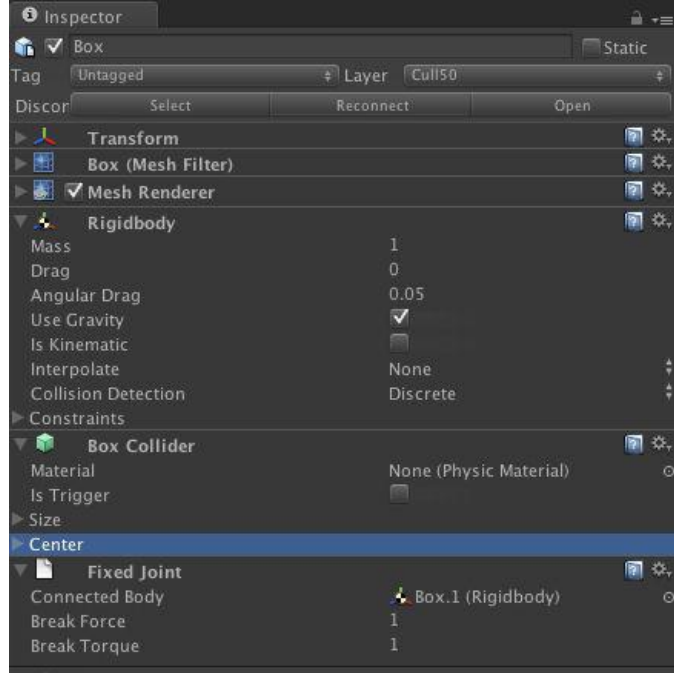 Inspector
Box Static
Tag Untagged Layer Cull50
Discor Select Reconnect Open
Transform
Box (Mesh Filter)
Mesh Renderer
Rigidbody
Mass 1
Drag 0
Angular Drag 0.05
Use Gravity
Is Kinematic
Interpolate None
Collision Detection Discrete
Constraints
Box Collider
Material None (Physic Material)
Is Trigger
Size
Center
Fixed Joint
Connected Body Box.1 (Rigidbody)
Break Force 1
Break Torque 1